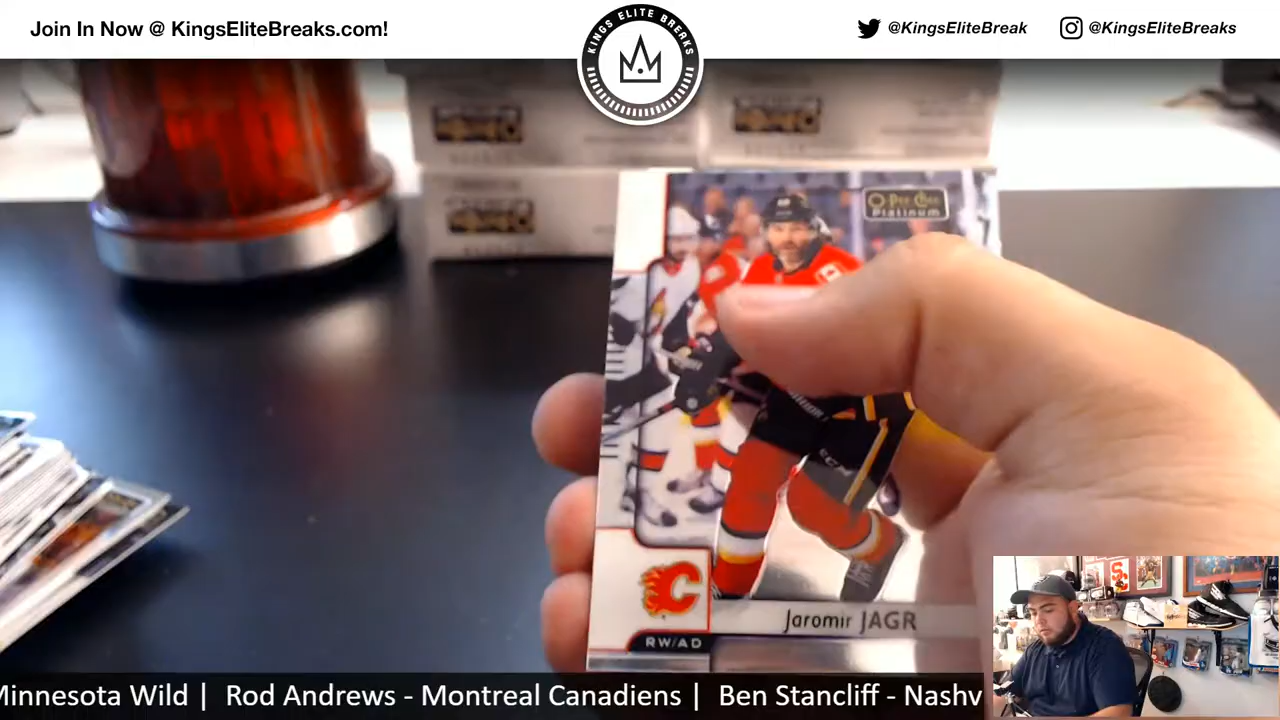 Join In Now @ KingsEliteBreaks.com!
KINGS ELITE BREAKS
@KingsEliteBreak
@KingsEliteBreaks
O-Pee-Chee
Platinum
CCM
Jaromir JAGR
RW/AD
Minnesota Wild | Rod Andrews - Montreal Canadiens | Ben Stancliff - Nashv